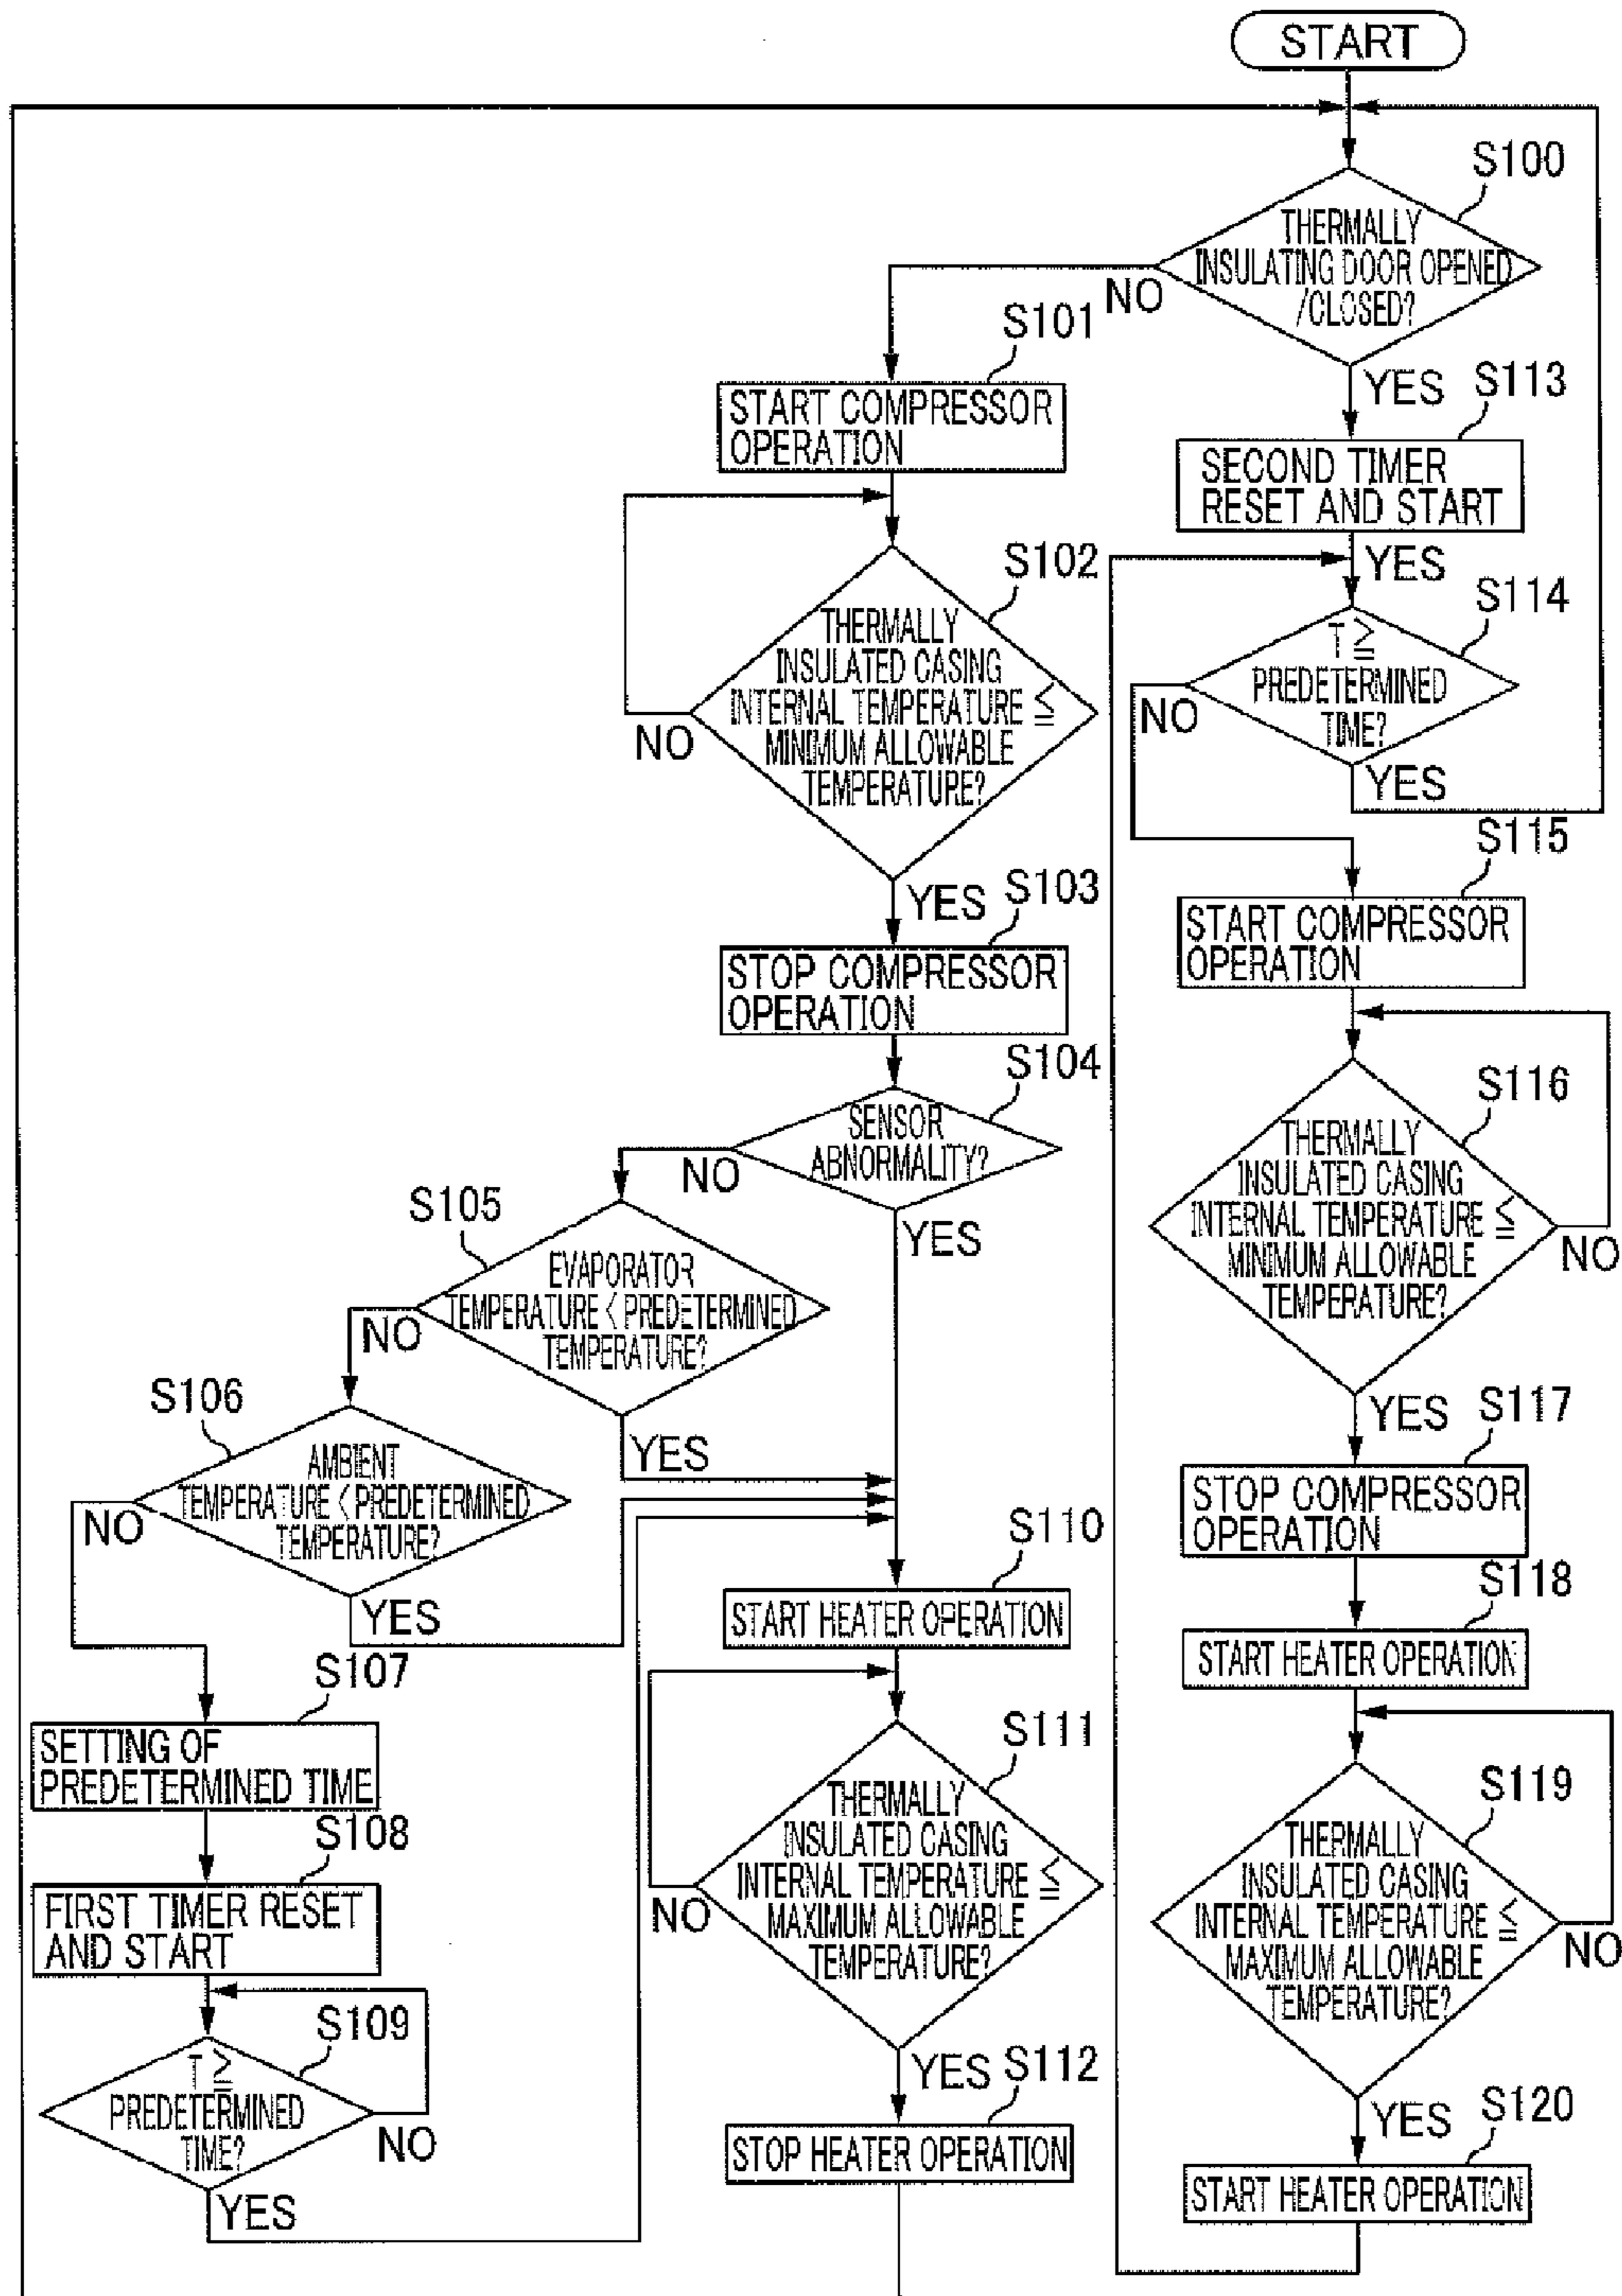 START
S100
THERMALLY
INSULATING DOOR OPENED
/CLOSED?
NO
YES
S101
START COMPRESSOR
OPERATION
S102
THERMALLY
INSULATED CASING
INTERNAL TEMPERATURE ≦
MINIMUM ALLOWABLE
TEMPERATURE?
NO
YES
S103
STOP COMPRESSOR
OPERATION
S104
SENSOR
ABNORMALITY?
NO
YES
S105
EVAPORATOR
TEMPERATURE < PREDETERMINED
TEMPERATURE?
NO
YES
S106
AMBIENT
TEMPERATURE < PREDETERMINED
TEMPERATURE?
NO
YES
S107
SETTING OF
PREDETERMINED TIME
S108
FIRST TIMER RESET
AND START
S109
T ≧
PREDETERMINED
TIME?
NO
YES
S110
START HEATER OPERATION
S111
THERMALLY
INSULATED CASING
INTERNAL TEMPERATURE ≦
MAXIMUM ALLOWABLE
TEMPERATURE?
NO
YES
S112
STOP HEATER OPERATION
S113
SECOND TIMER
RESET AND START
YES
S114
T ≧
PREDETERMINED
TIME?
NO
YES
S115
START COMPRESSOR
OPERATION
S116
THERMALLY
INSULATED CASING
INTERNAL TEMPERATURE ≦
MINIMUM ALLOWABLE
TEMPERATURE?
NO
YES
S117
STOP COMPRESSOR
OPERATION
S118
START HEATER OPERATION
S119
THERMALLY
INSULATED CASING
INTERNAL TEMPERATURE ≦
MAXIMUM ALLOWABLE
TEMPERATURE?
NO
YES
S120
START HEATER OPERATION